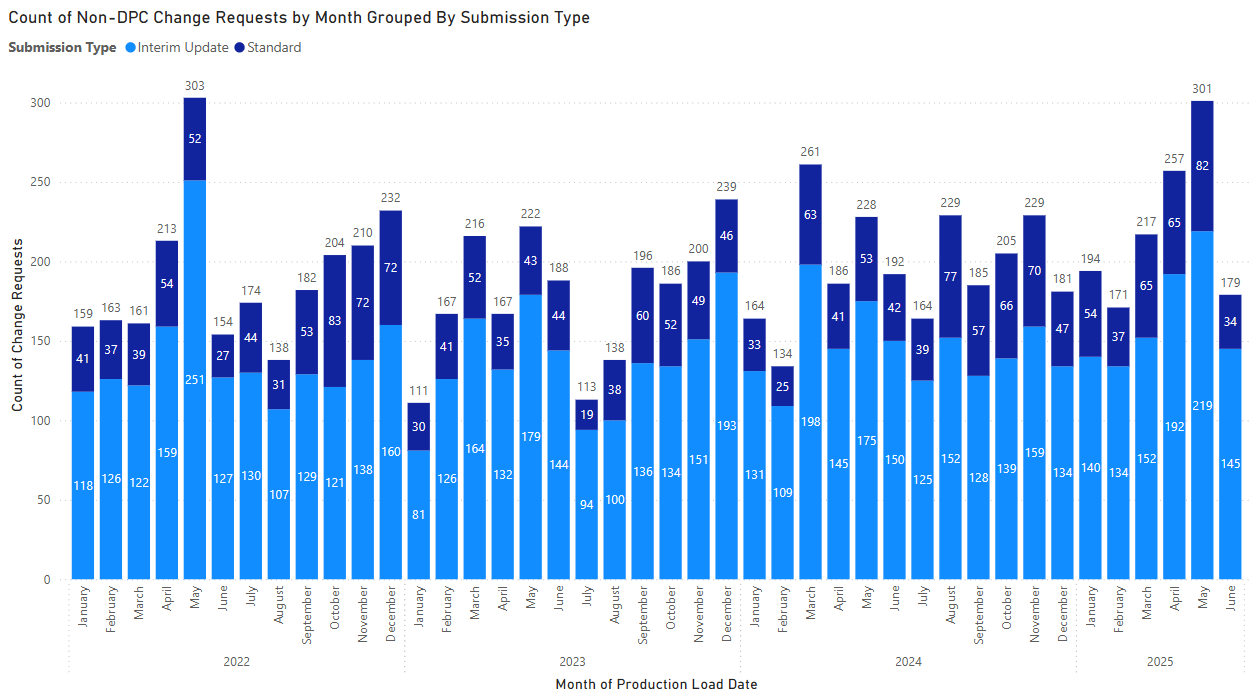 Count of Non-DPC Change Requests by Month Grouped By Submission Type
Submission Type Interim Update Standard
Count of Change Requests
300
250
200
150
100
50
0
159 163 161 213 303 154 174 138 182 204 210 232 111 167 216 167 222 188 113 138 196 186 200 239 164 134 261 186 228 192 164 229 185 205 229 181 194 171 217 257 301 179
41 37 39 54 52 27 44 31 53 83 72 72 30 41 52 35 43 44 19 38 60 52 49 46 33 25 63 41 53 42 39 77 57 66 70 47 54 37 65 65 82 34
118 126 122 159 251 127 130 107 129 121 138 160 81 126 164 132 179 144 94 100 136 134 151 193 131 109 198 145 175 150 125 152 128 139 159 134 140 134 152 192 219 145
January February March April May June July August September October November December January February March April May June July August September October November December January February March April May June July August September October November December January February March April May June
2022 2023 2024 2025
Month of Production Load Date